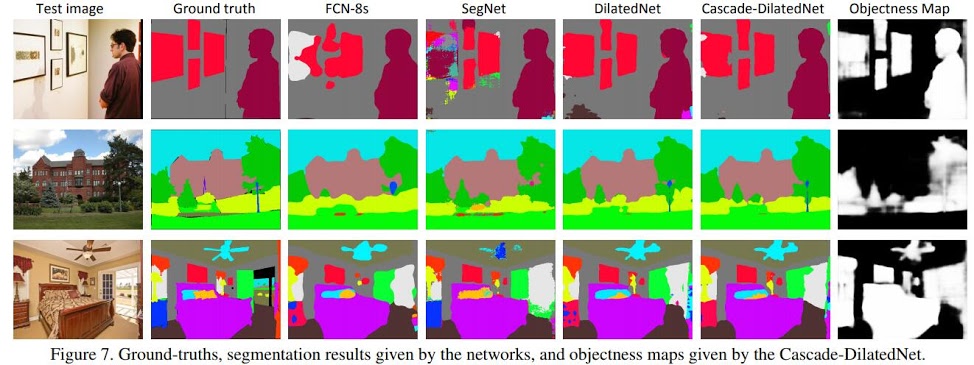 Test image Ground truth FCN-8s SegNet DilatedNet Cascade-DilatedNet Objectness Map
Figure 7. Ground-truths, segmentation results given by the networks, and objectness maps given by the Cascade-DilatedNet.